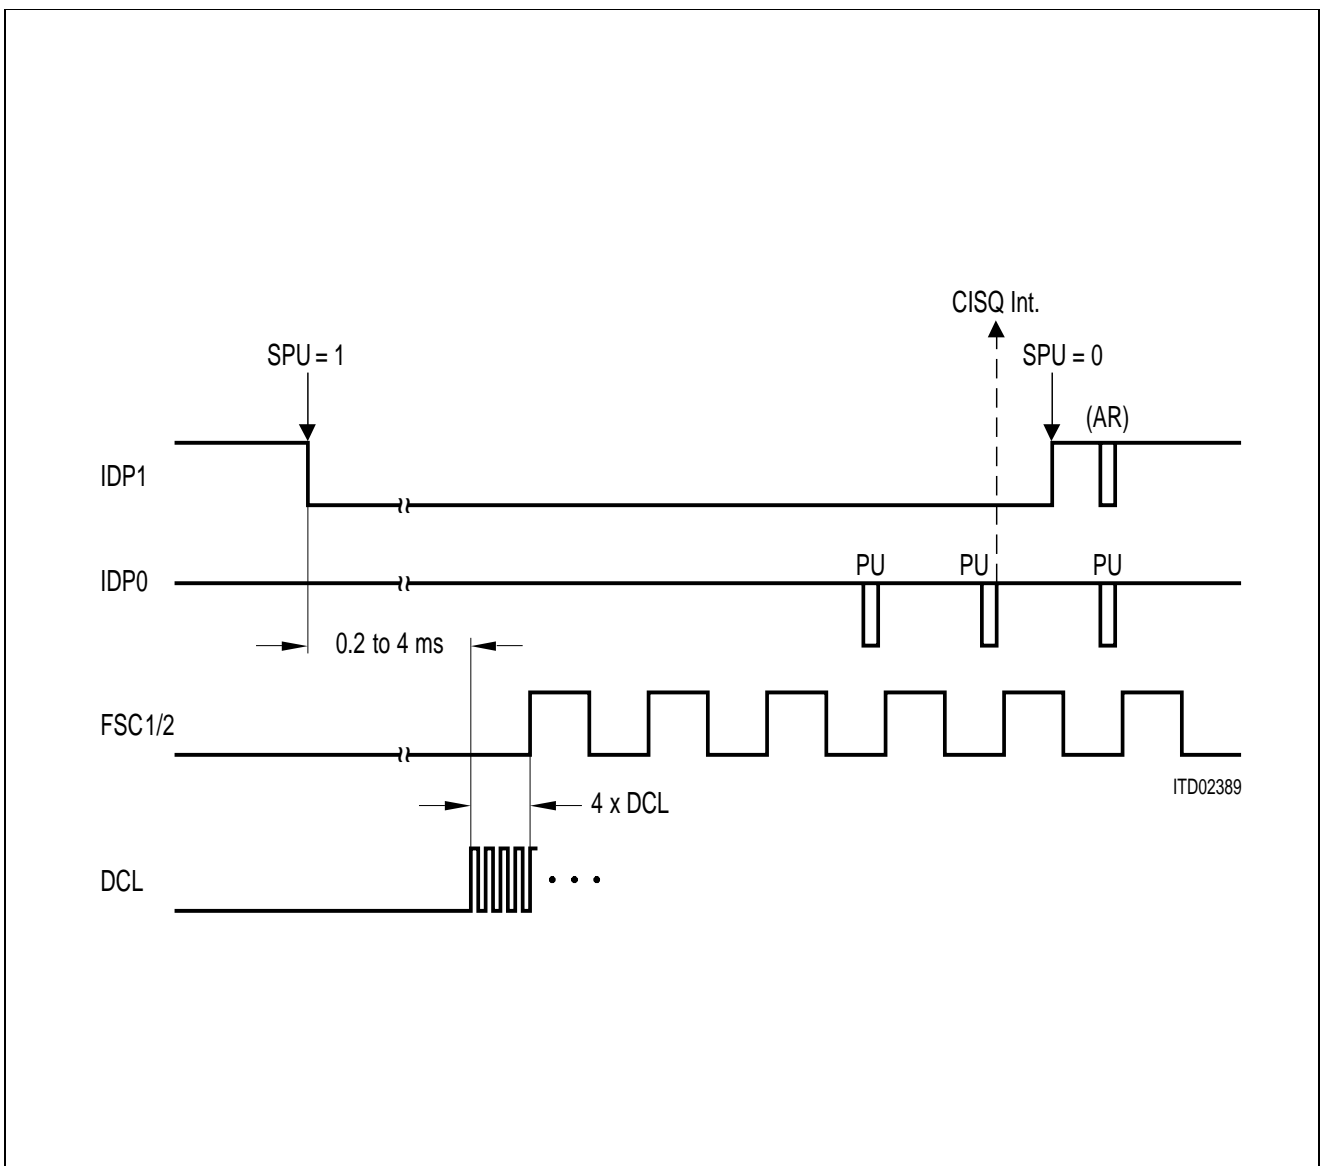 CISQ Int.
SPU = 1
SPU = 0
(AR)
IDP1
PU
PU
PU
IDP0
0.2 to 4 ms
FSC1/2
ITD02389
4 x DCL
DCL